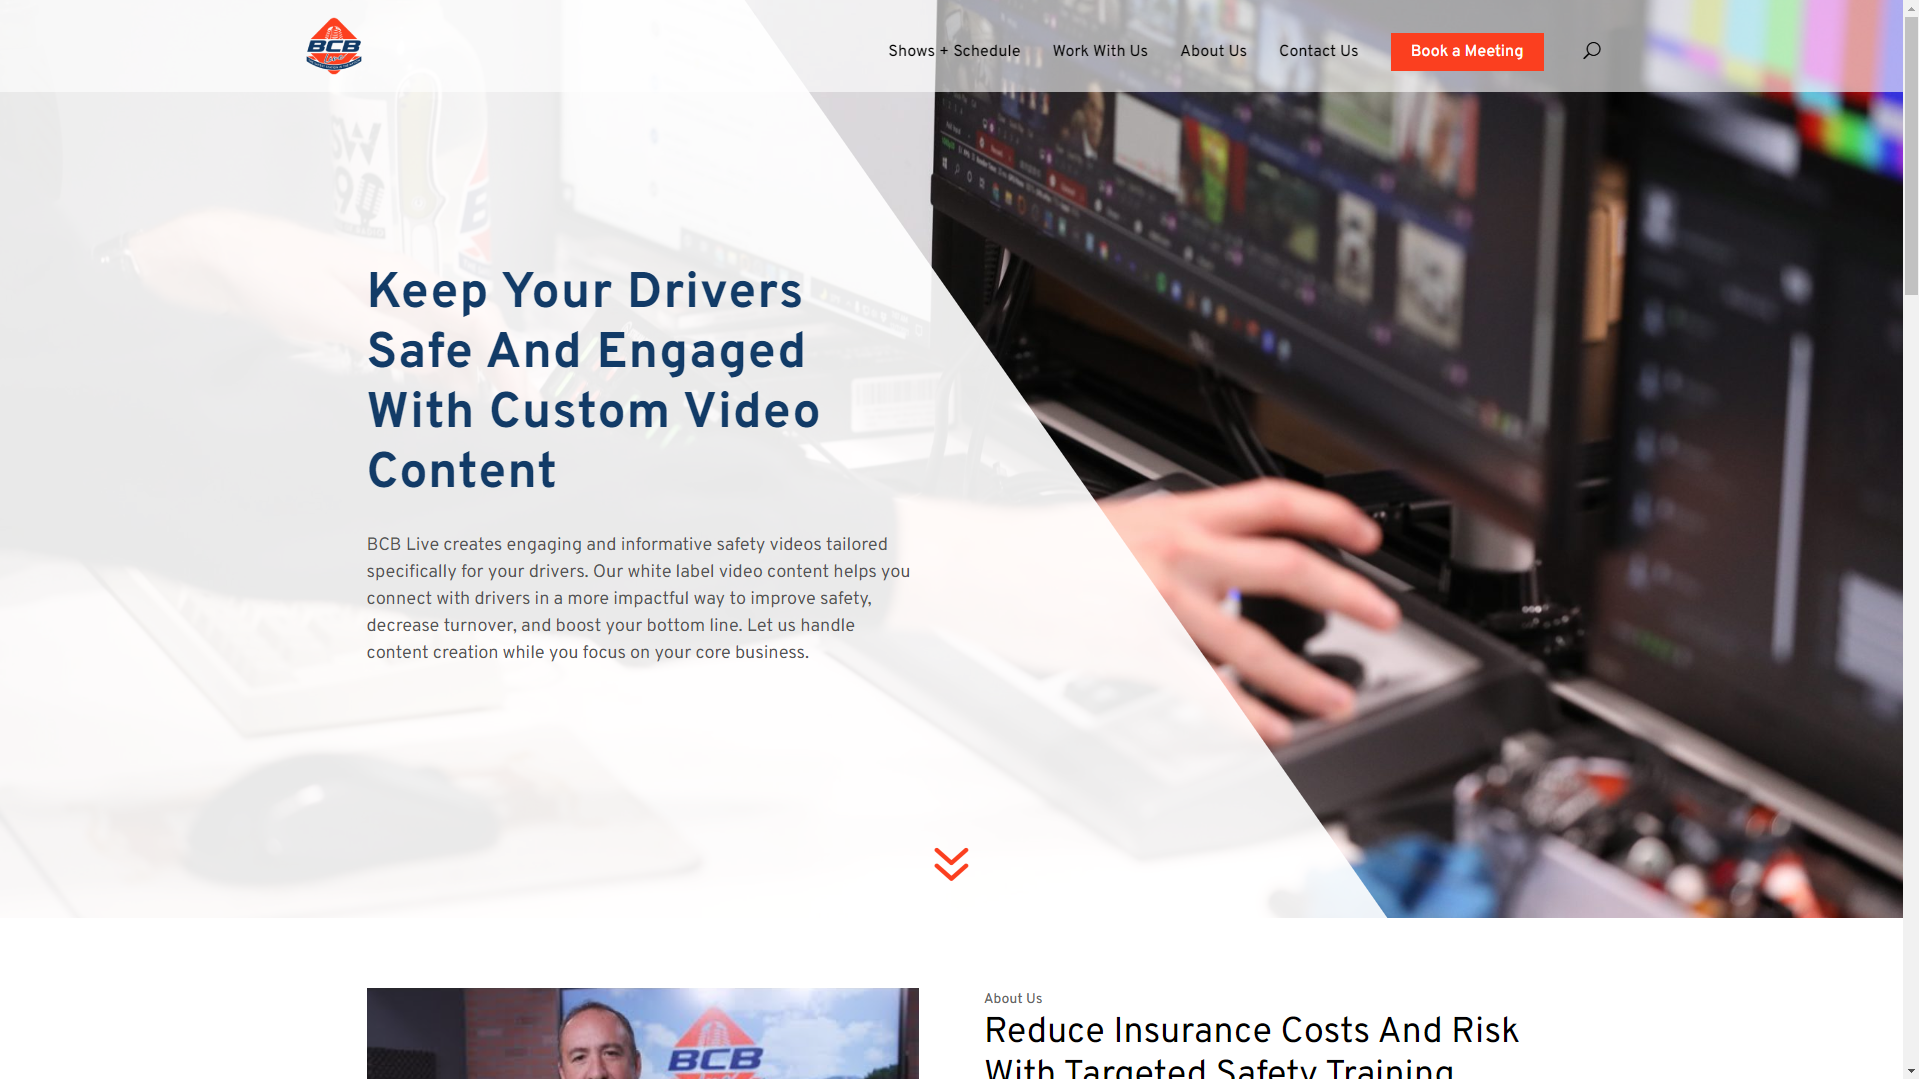 BCB
Live
Shows + Schedule
Work With Us
About Us
Contact Us
Book a Meeting
SW
Keep Your Drivers
Safe And Engaged
With Custom Video
Content
BCB Live creates engaging and informative safety videos tailored
specifically for your drivers. Our white label video content helps you
connect with drivers in a more impactful way to improve safety,
decrease turnover, and boost your bottom line. Let us handle
content creation while you focus on your core business.
BCB
About Us
Reduce Insurance Costs And Risk
With Targeted Safety Training